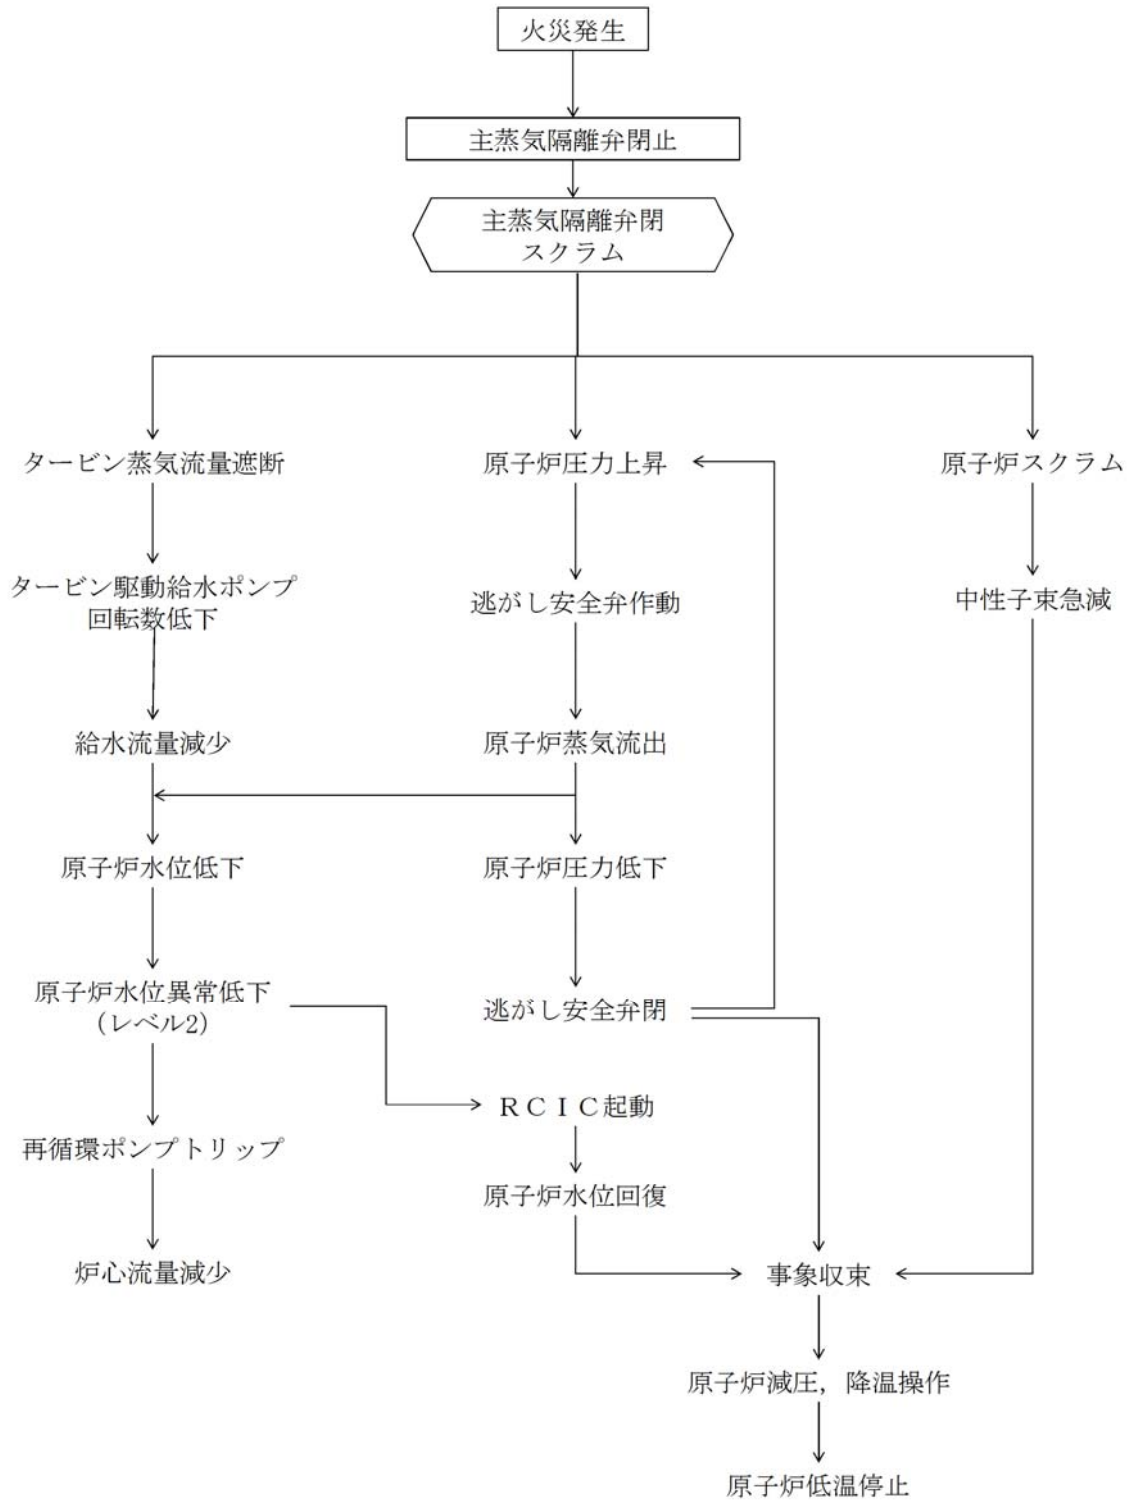 火災発生
主蒸気隔離弁閉止
主蒸気隔離弁閉
スクラム
タービン蒸気流量遮断
原子炉圧力上昇
原子炉スクラム
タービン駆動給水ポンプ
回転数低下
逃がし安全弁作動
中性子束急減
給水流量減少
原子炉蒸気流出
原子炉水位低下
原子炉圧力低下
原子炉水位異常低下
（レベル2）
逃がし安全弁閉
ＲＣＩＣ起動
再循環ポンプトリップ
原子炉水位回復
炉心流量減少
事象収束
原子炉減圧，降温操作
原子炉低温停止